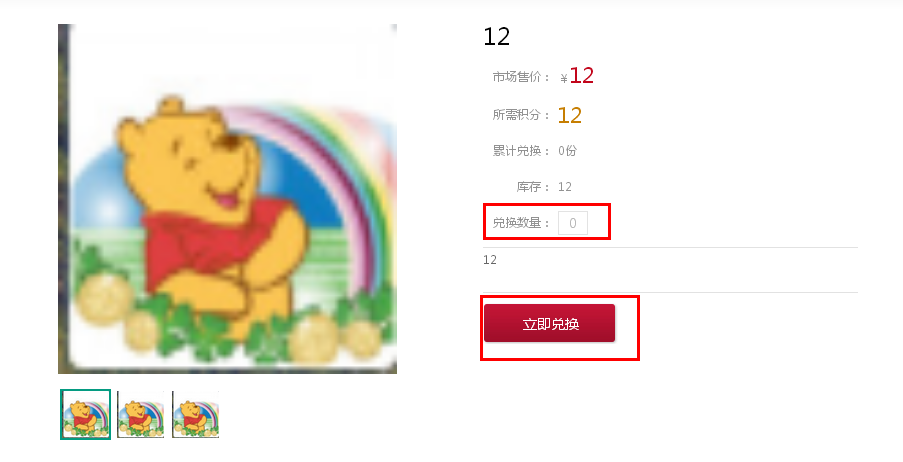 12
市场售价： ¥12
所需积分： 12
累计兑换： 0份
库存： 12
兑换数量： 0
12
立即兑换